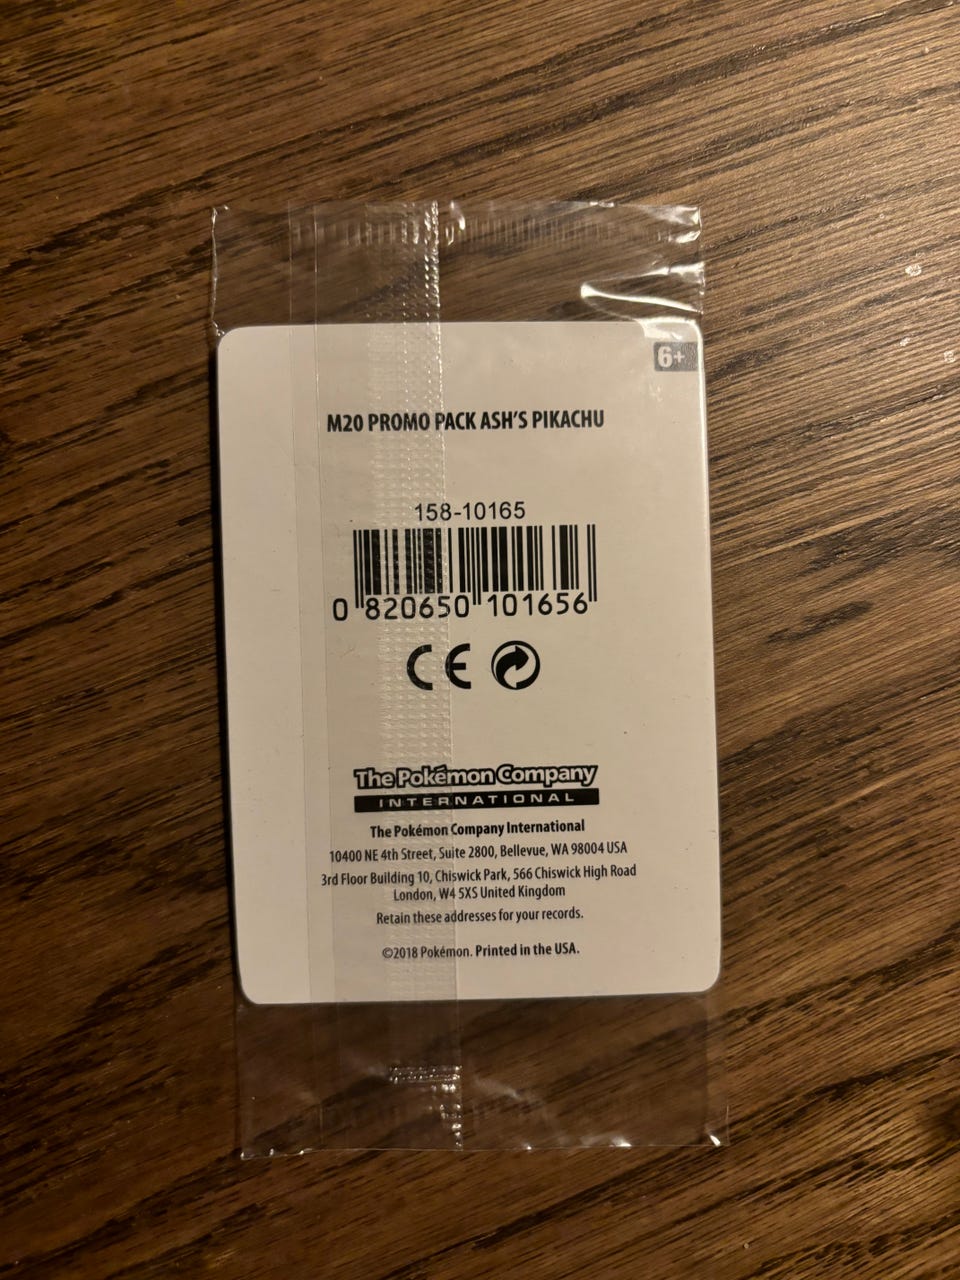 6+
M20 PROMO PACK ASH'S PIKACHU
158-10165
0 820650 101656
CE
The Pokémon Company
INTERNATIONAL
The Pokémon Company International
10400 NE 4th Street, Suite 2800, Bellevue, WA 98004 USA
3rd Floor Building 10, Chiswick Park, 566 Chiswick High Road
London, W4 5XS United Kingdom
Retain these addresses for your records.
©2018 Pokémon. Printed in the USA.